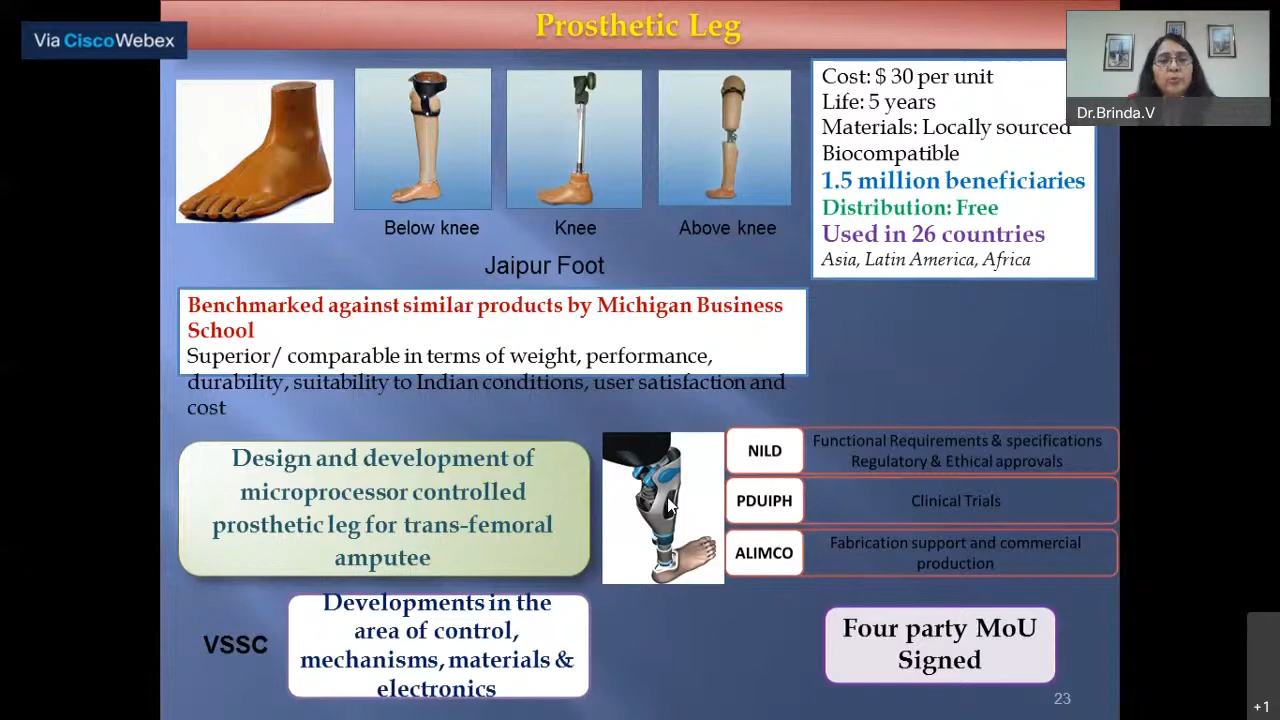 Prosthetic Leg
Via CiscoWebex
Dr.Brinda.V
Cost: $ 30 per unit
Life: 5 years
Materials: Locally sourced
Biocompatible
1.5 million beneficiaries
Distribution: Free
Used in 26 countries
Asia, Latin America, Africa
Below knee
Knee
Above knee
Jaipur Foot
Benchmarked against similar products by Michigan Business
School
Superior/ comparable in terms of weight, performance,
durability, suitability to Indian conditions, user satisfaction and
cost
Design and development of
microprocessor controlled
prosthetic leg for trans-femoral
amputee
NILD
Functional Requirements & specifications
Regulatory & Ethical approvals
PDUIPH
Clinical Trials
ALIMCO
Fabrication support and commercial
production
VSSC
Developments in the
area of control,
mechanisms, materials &
electronics
Four party MoU
Signed
23
+1